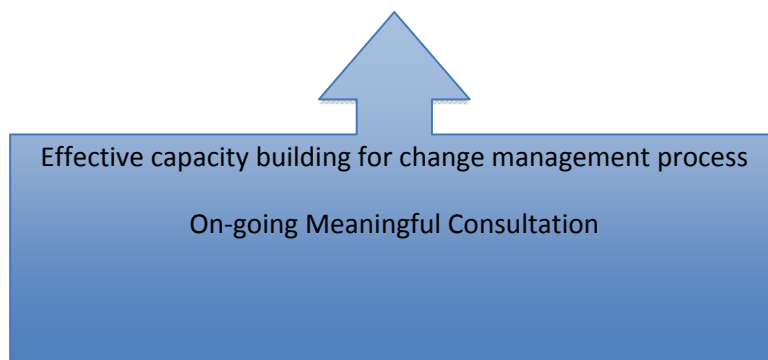 Effective capacity building for change management process
On-going Meaningful Consultation